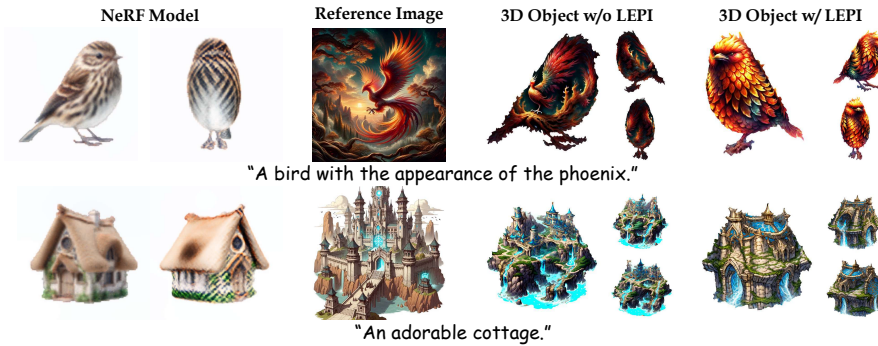 NeRF Model Reference Image 3D Object w/o LEPI 3D Object w/ LEPI
“A bird with the appearance of the phoenix.”
“An adorable cottage.”